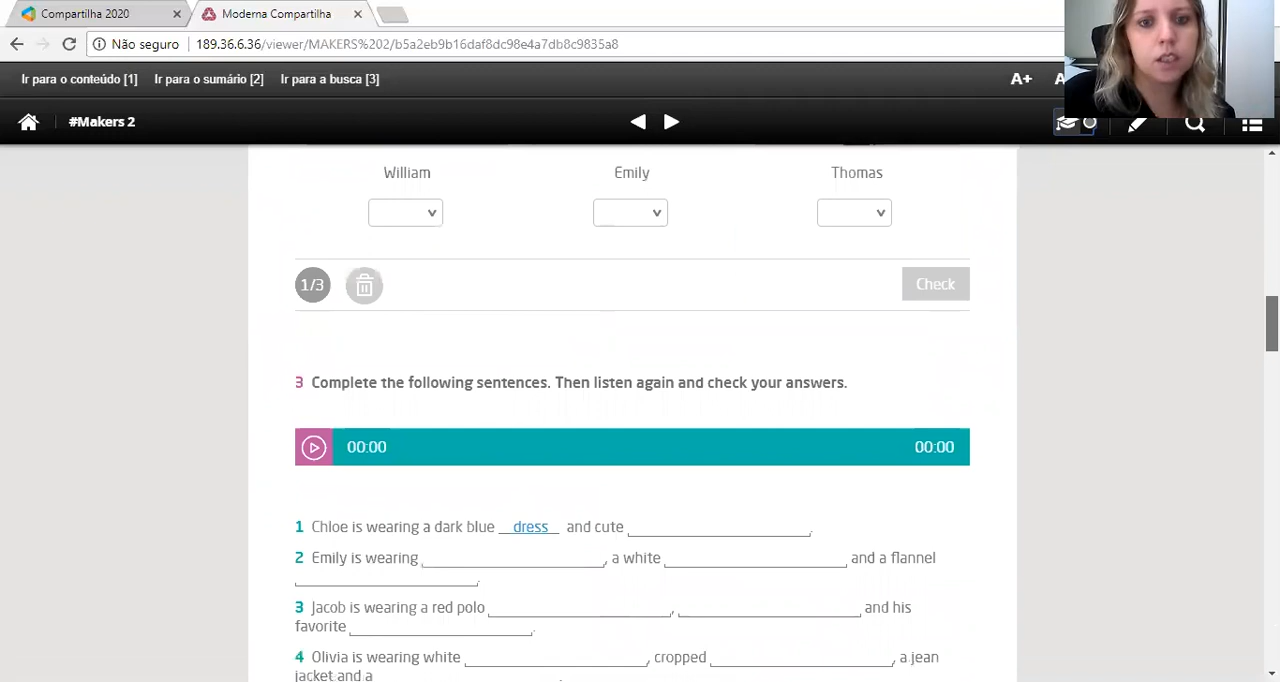 Compartilha 2020
Moderna Compartilha
Não seguro 189.36.6.36/viewer/MAKERS%202/b5a2eb9b16daf8dc98e4a7db8c9835a8
Ir para o conteúdo [1] Ir para o sumário [2] Ir para a busca [3] A+
#Makers 2
William Emily Thomas
1/3 Check
3 Complete the following sentences. Then listen again and check your answers.
00:00 00:00
1 Chloe is wearing a dark blue dress and cute .
2 Emily is wearing , a white and a flannel
.
3 Jacob is wearing a red polo , and his
favorite .
4 Olivia is wearing white , cropped , a jean
jacket and a